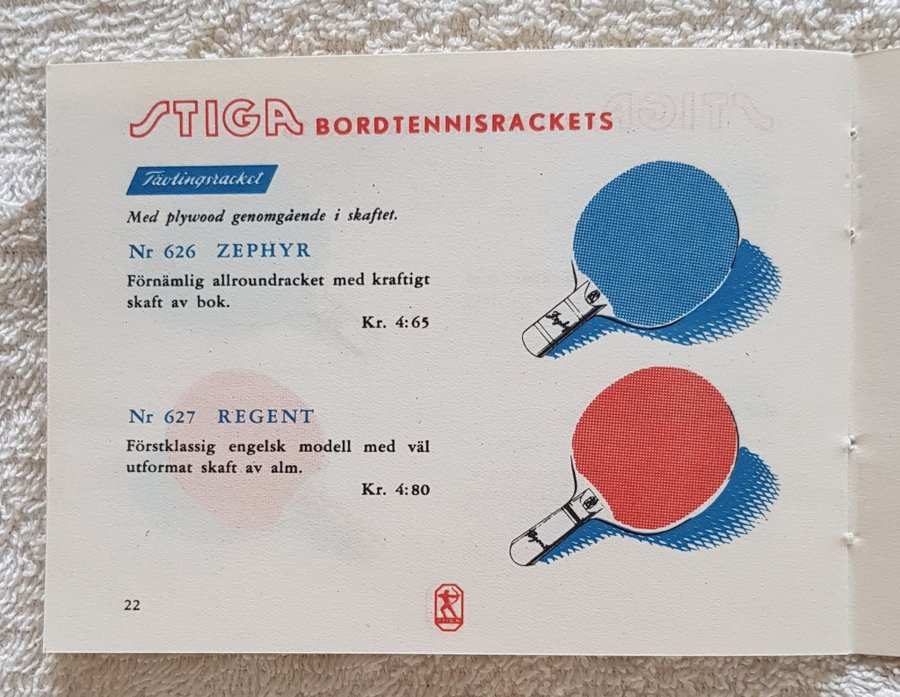 STIGA BORDTENNISRACKETS
Tävlingsracket
Med plywood genomgående i skaftet.
Nr 626 ZEPHYR
Förnämlig allroundracket med kraftigt
skaft av bok.
Kr. 4:65
Nr 627 REGENT
Förstklassig engelsk modell med väl
utformat skaft av alm.
Kr. 4:80
22
STIGA